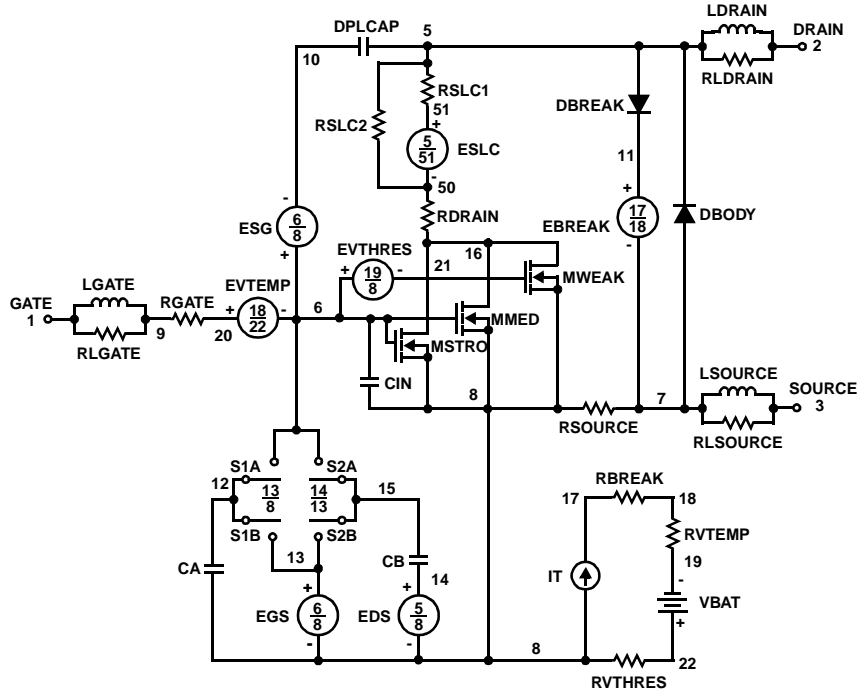 LDRAIN
DPLCAP 5 DRAIN
10 2
RSLC1 RLDRAIN
51
RSLC2 DBREAK
+
5
51
ESLC
-
50
11
-
+
17
18
EBREAK
-
DBODY
ESG
6
8
+
RDRAIN
EVTHRES 16
+ 19
8
- 21
MWEAK
LGATE EVTEMP
GATE RGATE + 18
22
- 6
1 9 20
RLGATE
MMED
MSTRO
CIN
8
LSOURCE
7 SOURCE
3
RSOURCE
RLSOURCE
S1A S2A
12 13
8
14
13
15
S1B S2B
13
CA CB
14
+ +
EGS 6
8
EDS 5
8
- -
RBREAK
17 18
RVTEMP
19
IT -
VBAT
+
8 22
RVTHRES